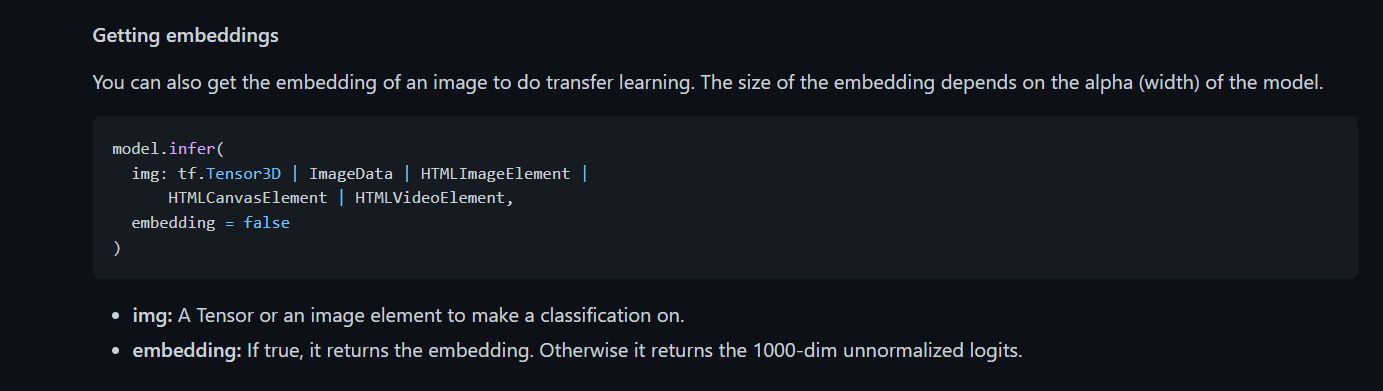 Getting embeddings
You can also get the embedding of an image to do transfer learning. The size of the embedding depends on the alpha (width) of the model.
model.infer(
  img: tf.Tensor3D | ImageData | HTMLImageElement |
      HTMLCanvasElement | HTMLVideoElement,
  embedding = false
)
• img: A Tensor or an image element to make a classification on.
• embedding: If true, it returns the embedding. Otherwise it returns the 1000-dim unnormalized logits.